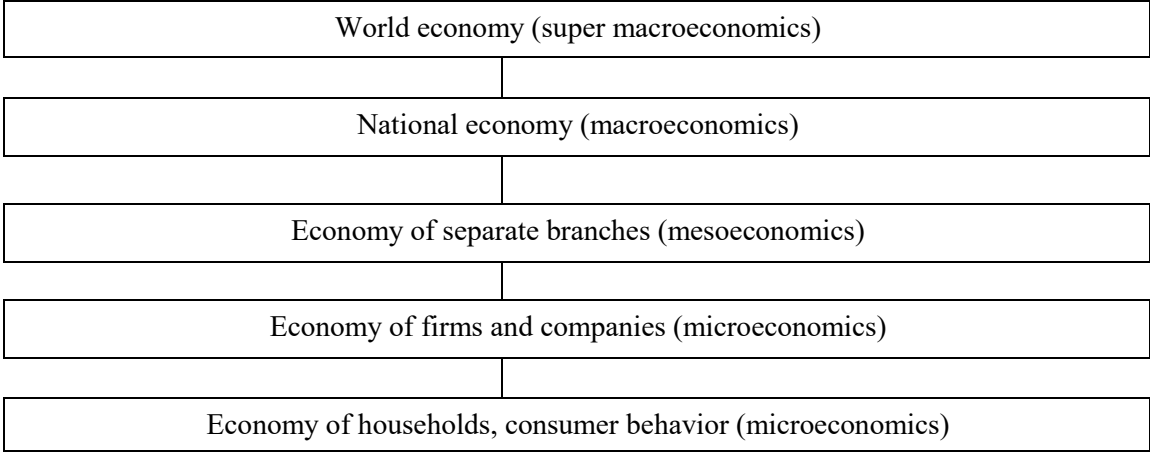 World economy (super macroeconomics)
National economy (macroeconomics)
Economy of separate branches (mesoeconomics)
Economy of firms and companies (microeconomics)
Economy of households, consumer behavior (microeconomics)